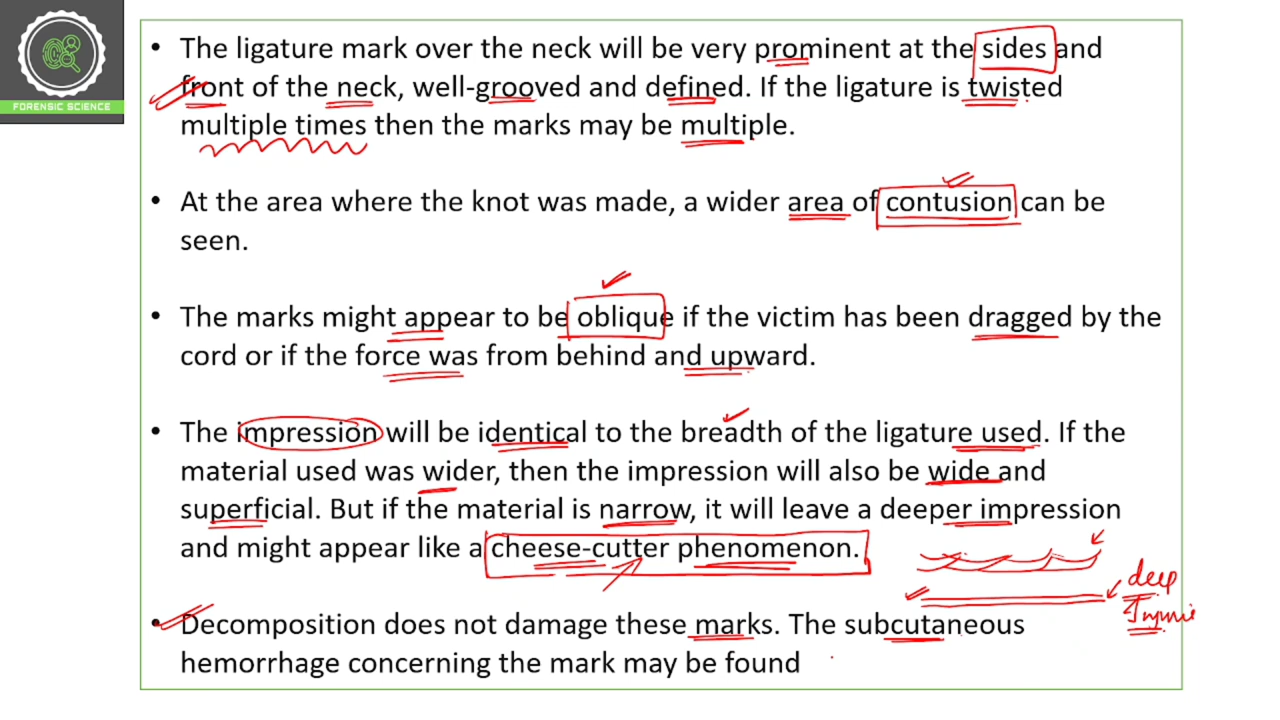 FORENSIC SCIENCE
• The ligature mark over the neck will be very prominent at the sides and
front of the neck, well-grooved and defined. If the ligature is twisted
multiple times then the marks may be multiple.
• At the area where the knot was made, a wider area of contusion can be
seen.
• The marks might appear to be oblique if the victim has been dragged by the
cord or if the force was from behind and upward.
• The impression will be identical to the breadth of the ligature used. If the
material used was wider, then the impression will also be wide and
superficial. But if the material is narrow, it will leave a deeper impression
and might appear like a cheese-cutter phenomenon.
deep
• Decomposition does not damage these marks. The subcutaneous
hemorrhage concerning the mark may be found